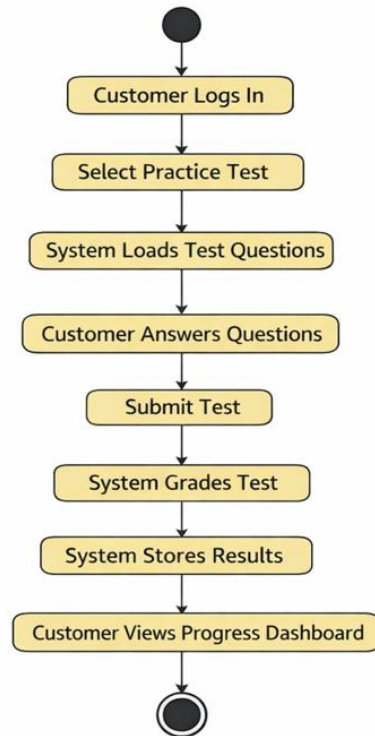 Customer Logs In
Select Practice Test
System Loads Test Questions
Customer Answers Questions
Submit Test
System Grades Test
System Stores Results
Customer Views Progress Dashboard